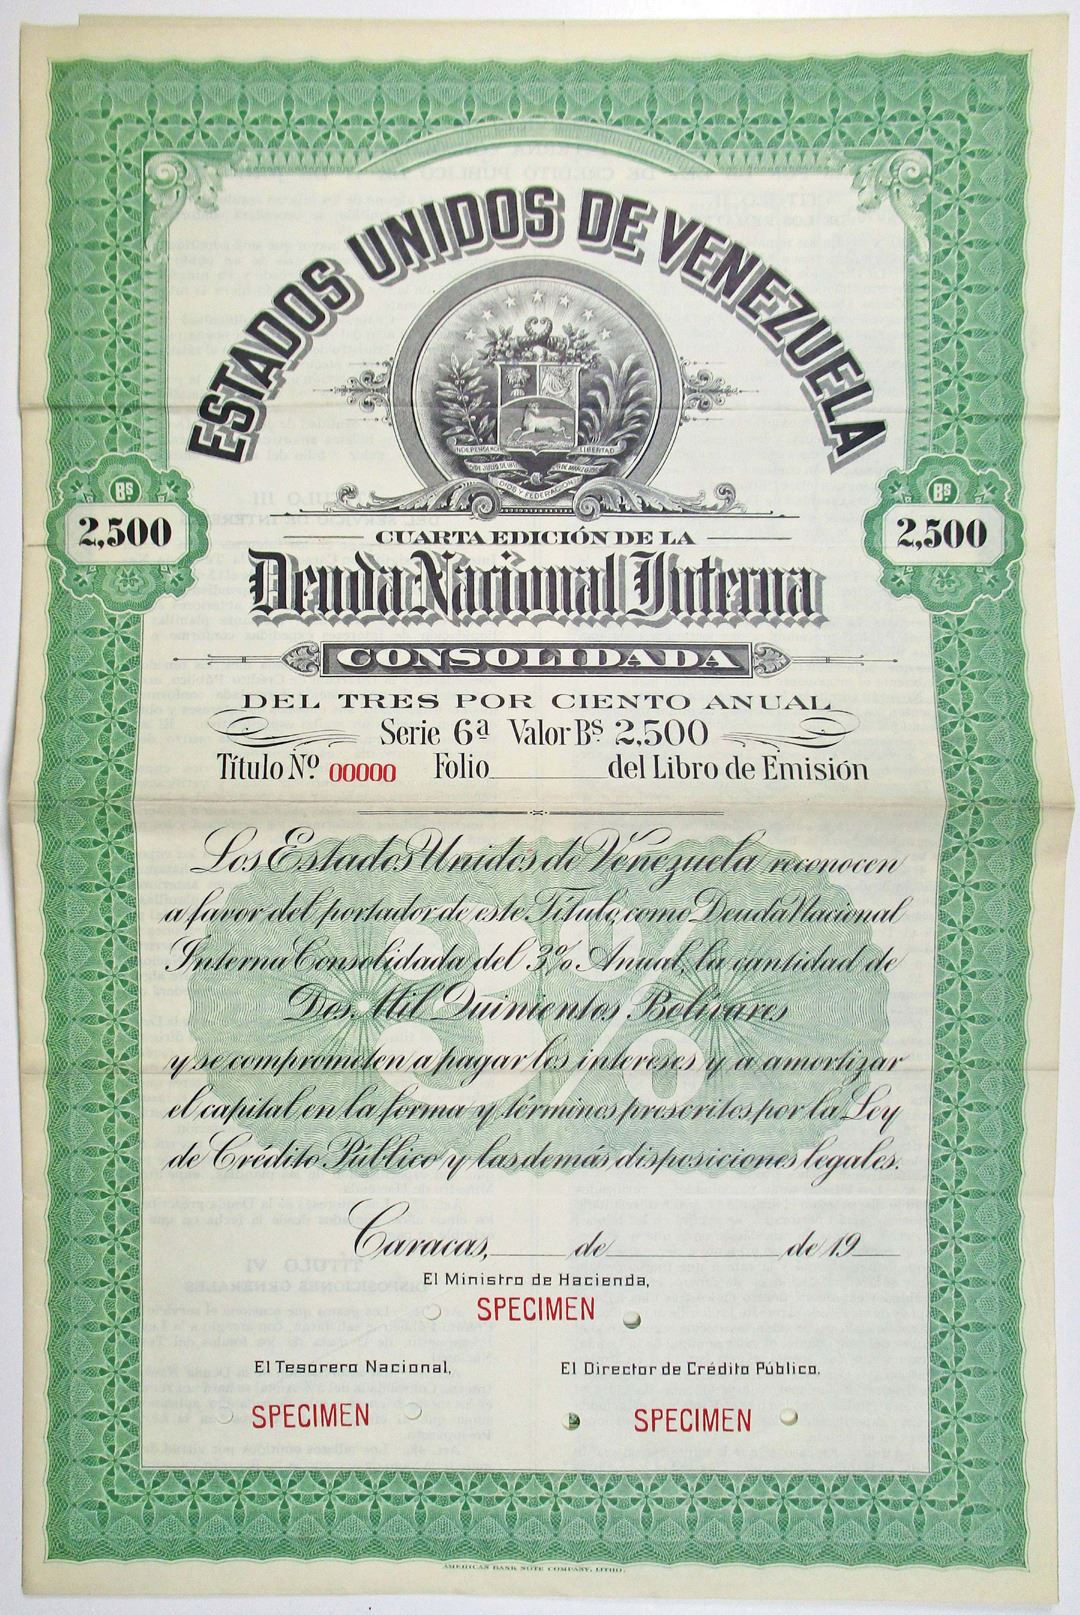 ESTADOS UNIDOS DE VENEZUELA
INDEPENDENCIA LIBERTAD
DIOS Y FEDERACION
Bs 2,500
Bs 2,500
CUARTA EDICIÓN DE LA
Deuda Nacional Interna
CONSOLIDADA
DEL TRES POR CIENTO ANUAL
Serie 6ª Valor Bs 2,500
Título Nº 00000 Folio del Libro de Emisión
3%
Los Estados Unidos de Venezuela reconocen
a favor del portador de este Título, como Deuda Nacional
Interna Consolidada del 3% Anual, la cantidad de
Dos Mil Quinientos Bolívares
y se comprometen a pagar los intereses y a amortizar
el capital en la forma y términos prescritos por la Ley
de Crédito Público y las demás disposiciones legales.
Caracas, de de 19
El Ministro de Hacienda,
SPECIMEN
El Tesorero Nacional, El Director de Crédito Público,
SPECIMEN SPECIMEN
AMERICAN BANK NOTE COMPANY, LITHO.